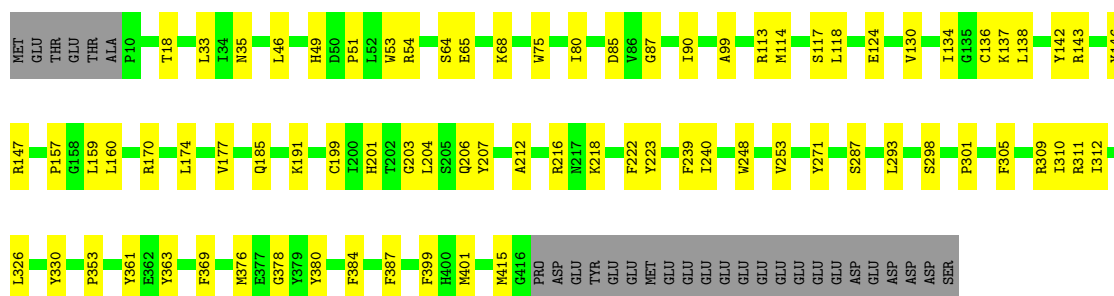 MET GLU THR GLU THR ALA P10 T18 L33 I34 N35 L46 H49 D50 P51 L52 W53 R54 S64 E65 K68 W75 I80 D85 V86 G87 I90 A99 R113 M114 S117 L118 E124 V130 I134 G135 C136 K137 L138 Y142 R143
R147 P157 G158 L159 L160 R170 L174 V177 Q185 K191 C199 I200 H201 T202 G203 L204 S205 Q206 Y207 A212 R216 N217 K218 F222 Y223 F239 I240 W248 V253 Y271 S287 L293 S298 P301 F305 R309 I310 R311 I312
L326 Y330 P353 Y361 E362 Y363 F369 M376 E377 G378 Y379 Y380 F384 F387 F399 H400 M401 M415 G416 PRO ASP GLU TYR GLU GLU MET GLU GLU GLU GLU GLU GLU GLU GLU GLU GLU ASP GLU ASP ASP ASP SER